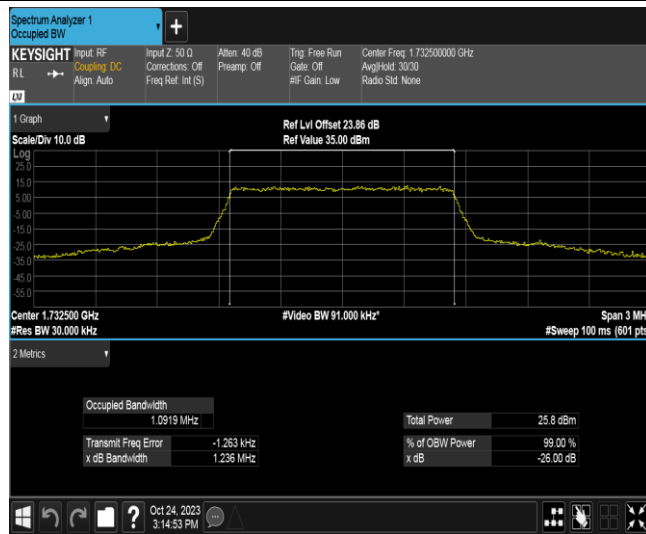 Spectrum Analyzer 1
Occupied BW
+
KEYSIGHT
RL
LXI
Input: RF
Coupling: DC
Align: Auto
Input Z: 50 Ω
Corrections: Off
Freq Ref: Int (S)
Atten: 40 dB
Preamp: Off
Trig: Free Run
Gate: Off
#IF Gain: Low
Center Freq: 1.732500000 GHz
Avg|Hold: 30/30
Radio Std: None
1 Graph
Scale/Div 10.0 dB
Ref Lvl Offset 23.86 dB
Ref Value 35.00 dBm
Log
25.0
15.0
5.00
-5.00
-15.0
-25.0
-35.0
-45.0
-55.0
Center 1.732500 GHz
#Res BW 30.000 kHz
#Video BW 91.000 kHz*
Span 3 MH
#Sweep 100 ms (601 pts
2 Metrics
Occupied Bandwidth
1.0919 MHz
Transmit Freq Error -1.263 kHz
x dB Bandwidth 1.236 MHz
Total Power 25.8 dBm
% of OBW Power 99.00 %
x dB -26.00 dB
?
Oct 24, 2023
3:14:53 PM